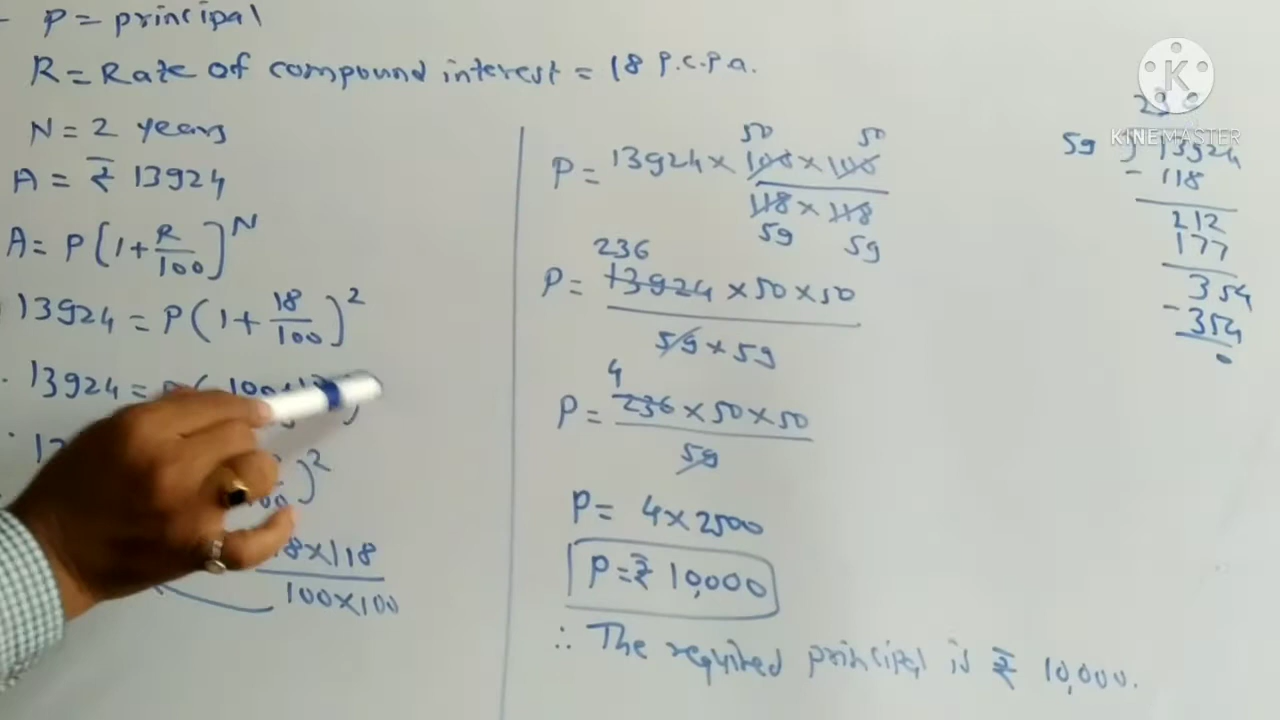 P = principal
R = Rate of compound interest = 18 p.c.p.a.
N = 2 years
A = ₹ 13924
A = P[1 + R/100]^N
13924 = P(1 + 18/100)^2
13924 =
)^2
8×118
100×100
P = 13924 × 100 × 100
50 50
118 × 118
59 59
236
P = 13924 × 50 × 50
59 × 59
4
P = 236 × 50 × 50
59
P = 4 × 2500
P = ₹ 10,000
∴ The required principal is ₹ 10,000.
K
KINEMASTER
59 ) 13924
- 118
212
177
354
- 354
0